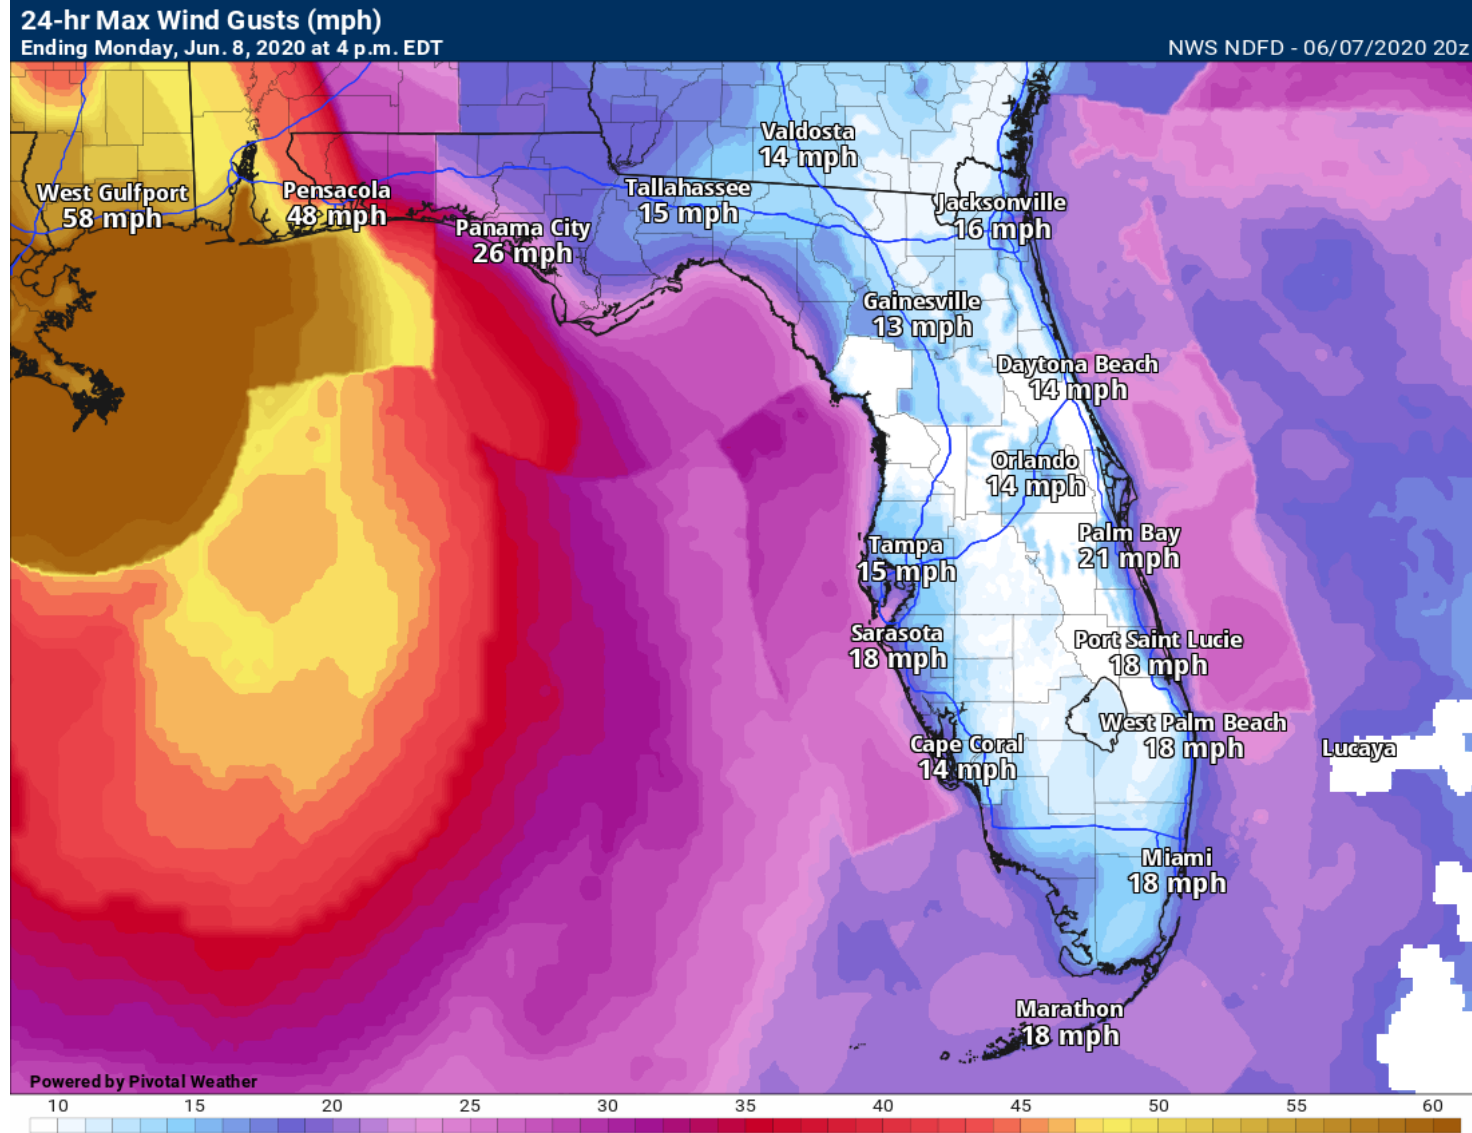 24-hr Max Wind Gusts (mph)
Ending Monday, Jun. 8, 2020 at 4 p.m. EDT
NWS NDFD - 06/07/2020 20z
Valdosta
14 mph
West Gulfport
58 mph
Pensacola
48 mph
Tallahassee
15 mph
Jacksonville
16 mph
Panama City
26 mph
Gainesville
13 mph
Daytona Beach
14 mph
Orlando
14 mph
Palm Bay
21 mph
Tampa
15 mph
Sarasota
18 mph
Port Saint Lucie
18 mph
West Palm Beach
18 mph
Lucaya
Cape Coral
14 mph
Miami
18 mph
Marathon
18 mph
Powered by Pivotal Weather
10 15 20 25 30 35 40 45 50 55 60